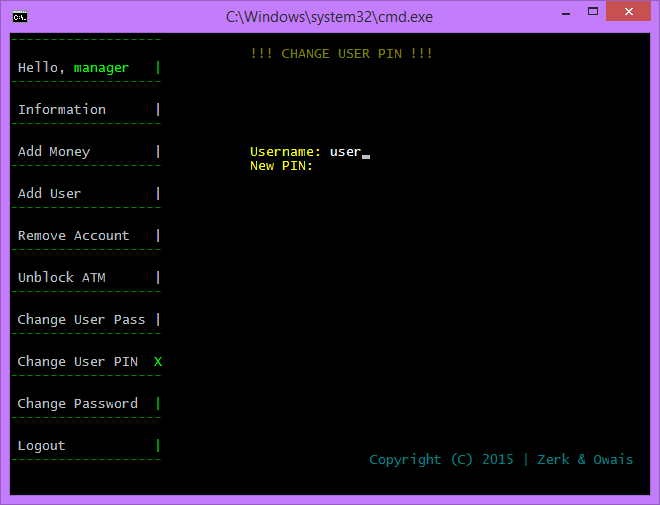 C:\Windows\system32\cmd.exe
!!! CHANGE USER PIN !!!
Hello, manager |
Information |
Add Money |
Username: user_
New PIN:
Add User |
Remove Account |
Unblock ATM |
Change User Pass |
Change User PIN X
Change Password |
Logout |
Copyright (C) 2015 | Zerk & Owais